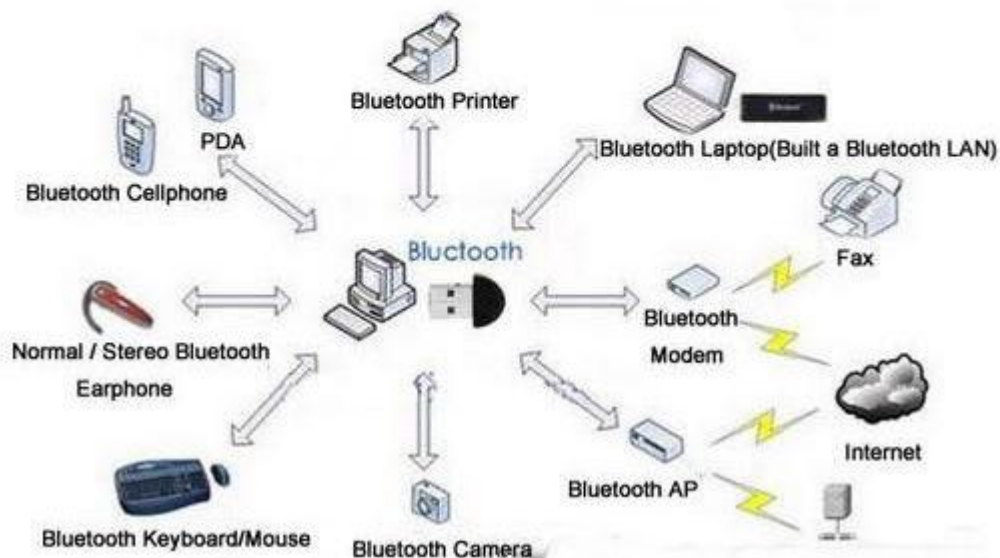 Bluetooth Printer
PDA
Bluetooth Cellphone
Bluetooth Laptop(Built a Bluetooth LAN)
Fax
Bluctooth
Bluetooth
Modem
Normal / Stereo Bluetooth
Earphone
Internet
Bluetooth AP
Bluetooth Keyboard/Mouse
Bluetooth Camera